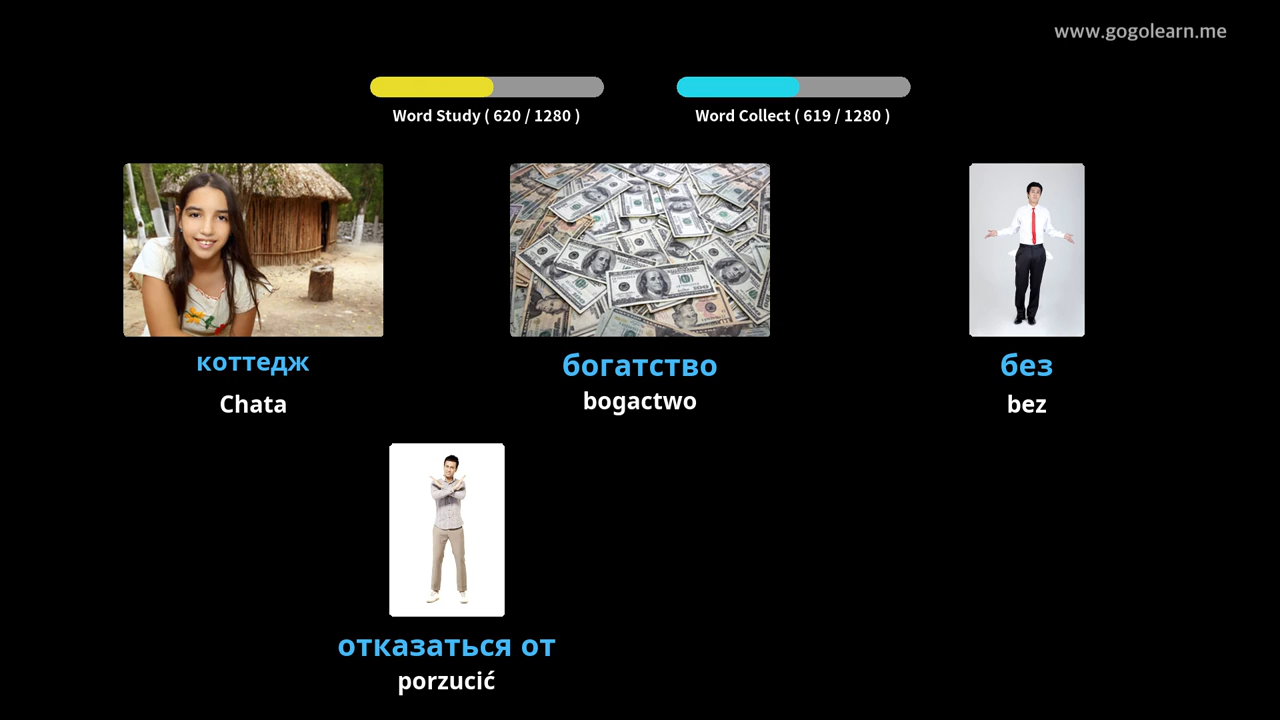 www.gogolearn.me
Word Study ( 620 / 1280 )
Word Collect ( 619 / 1280 )
коттедж
Chata
богатство
bogactwo
без
bez
отказаться от
porzucić